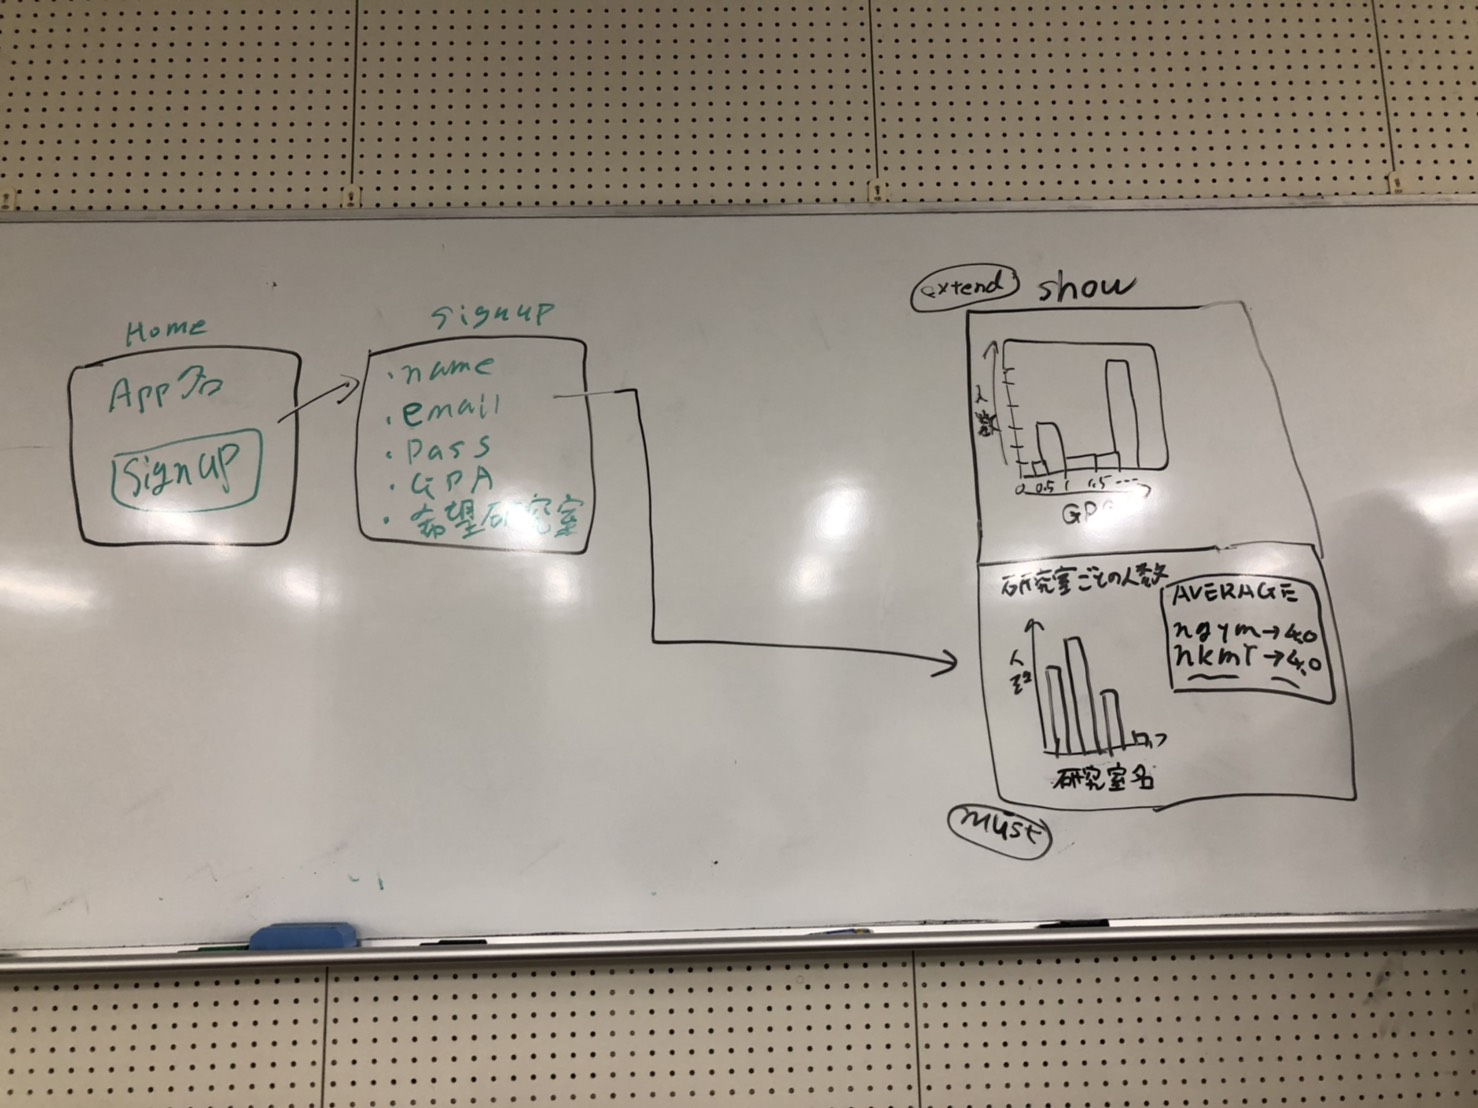 Home
App名
Signup
signup
・name
・email
・Pass
・GPA
・希望研究室
extend
show
人
数
0 0.5 1 1.5 ---
GPA
研究室ごとの人数
人
数
研究室名
AVERAGE
ngym→4.0
nkmr→4.0
must